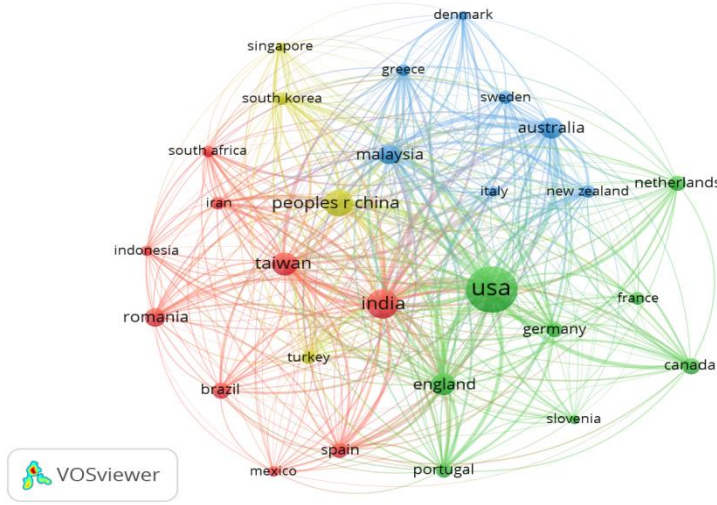 denmark
singapore
greece
south korea
sweden
australia
south africa
malaysia
netherlands
italy
new zealand
iran
peoples r china
indonesia
taiwan
usa
india
france
romania
germany
turkey
canada
brazil
england
slovenia
spain
mexico
portugal
VOSviewer